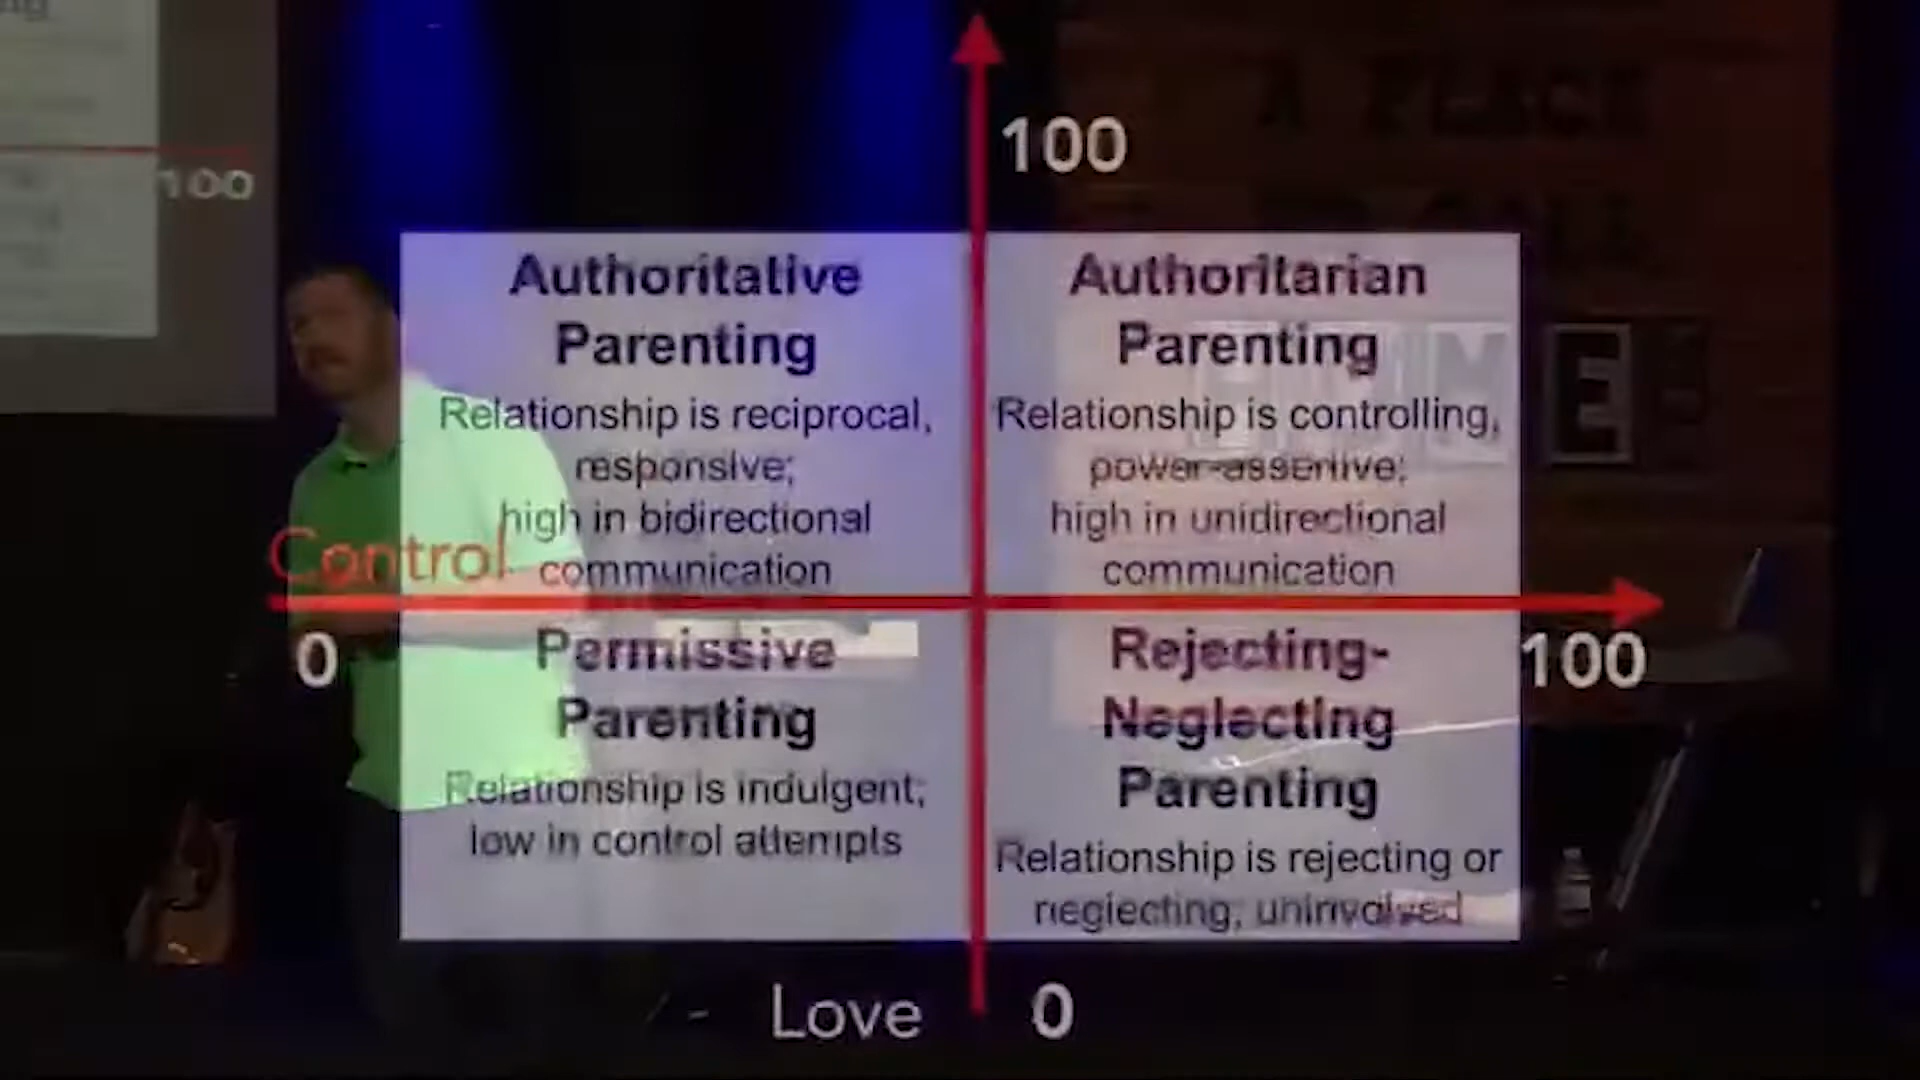 100
100
A PLACE
Authoritative
Parenting
Relationship is reciprocal,
responsive;
high in bidirectional
communication
Authoritarian
Parenting
Relationship is controlling,
power-assertive;
high in unidirectional
communication
E
Control
0
100
Permissive
Parenting
Relationship is indulgent;
low in control attempts
Rejecting-
Neglecting
Parenting
Relationship is rejecting or
neglecting; uninvolved
Love
0